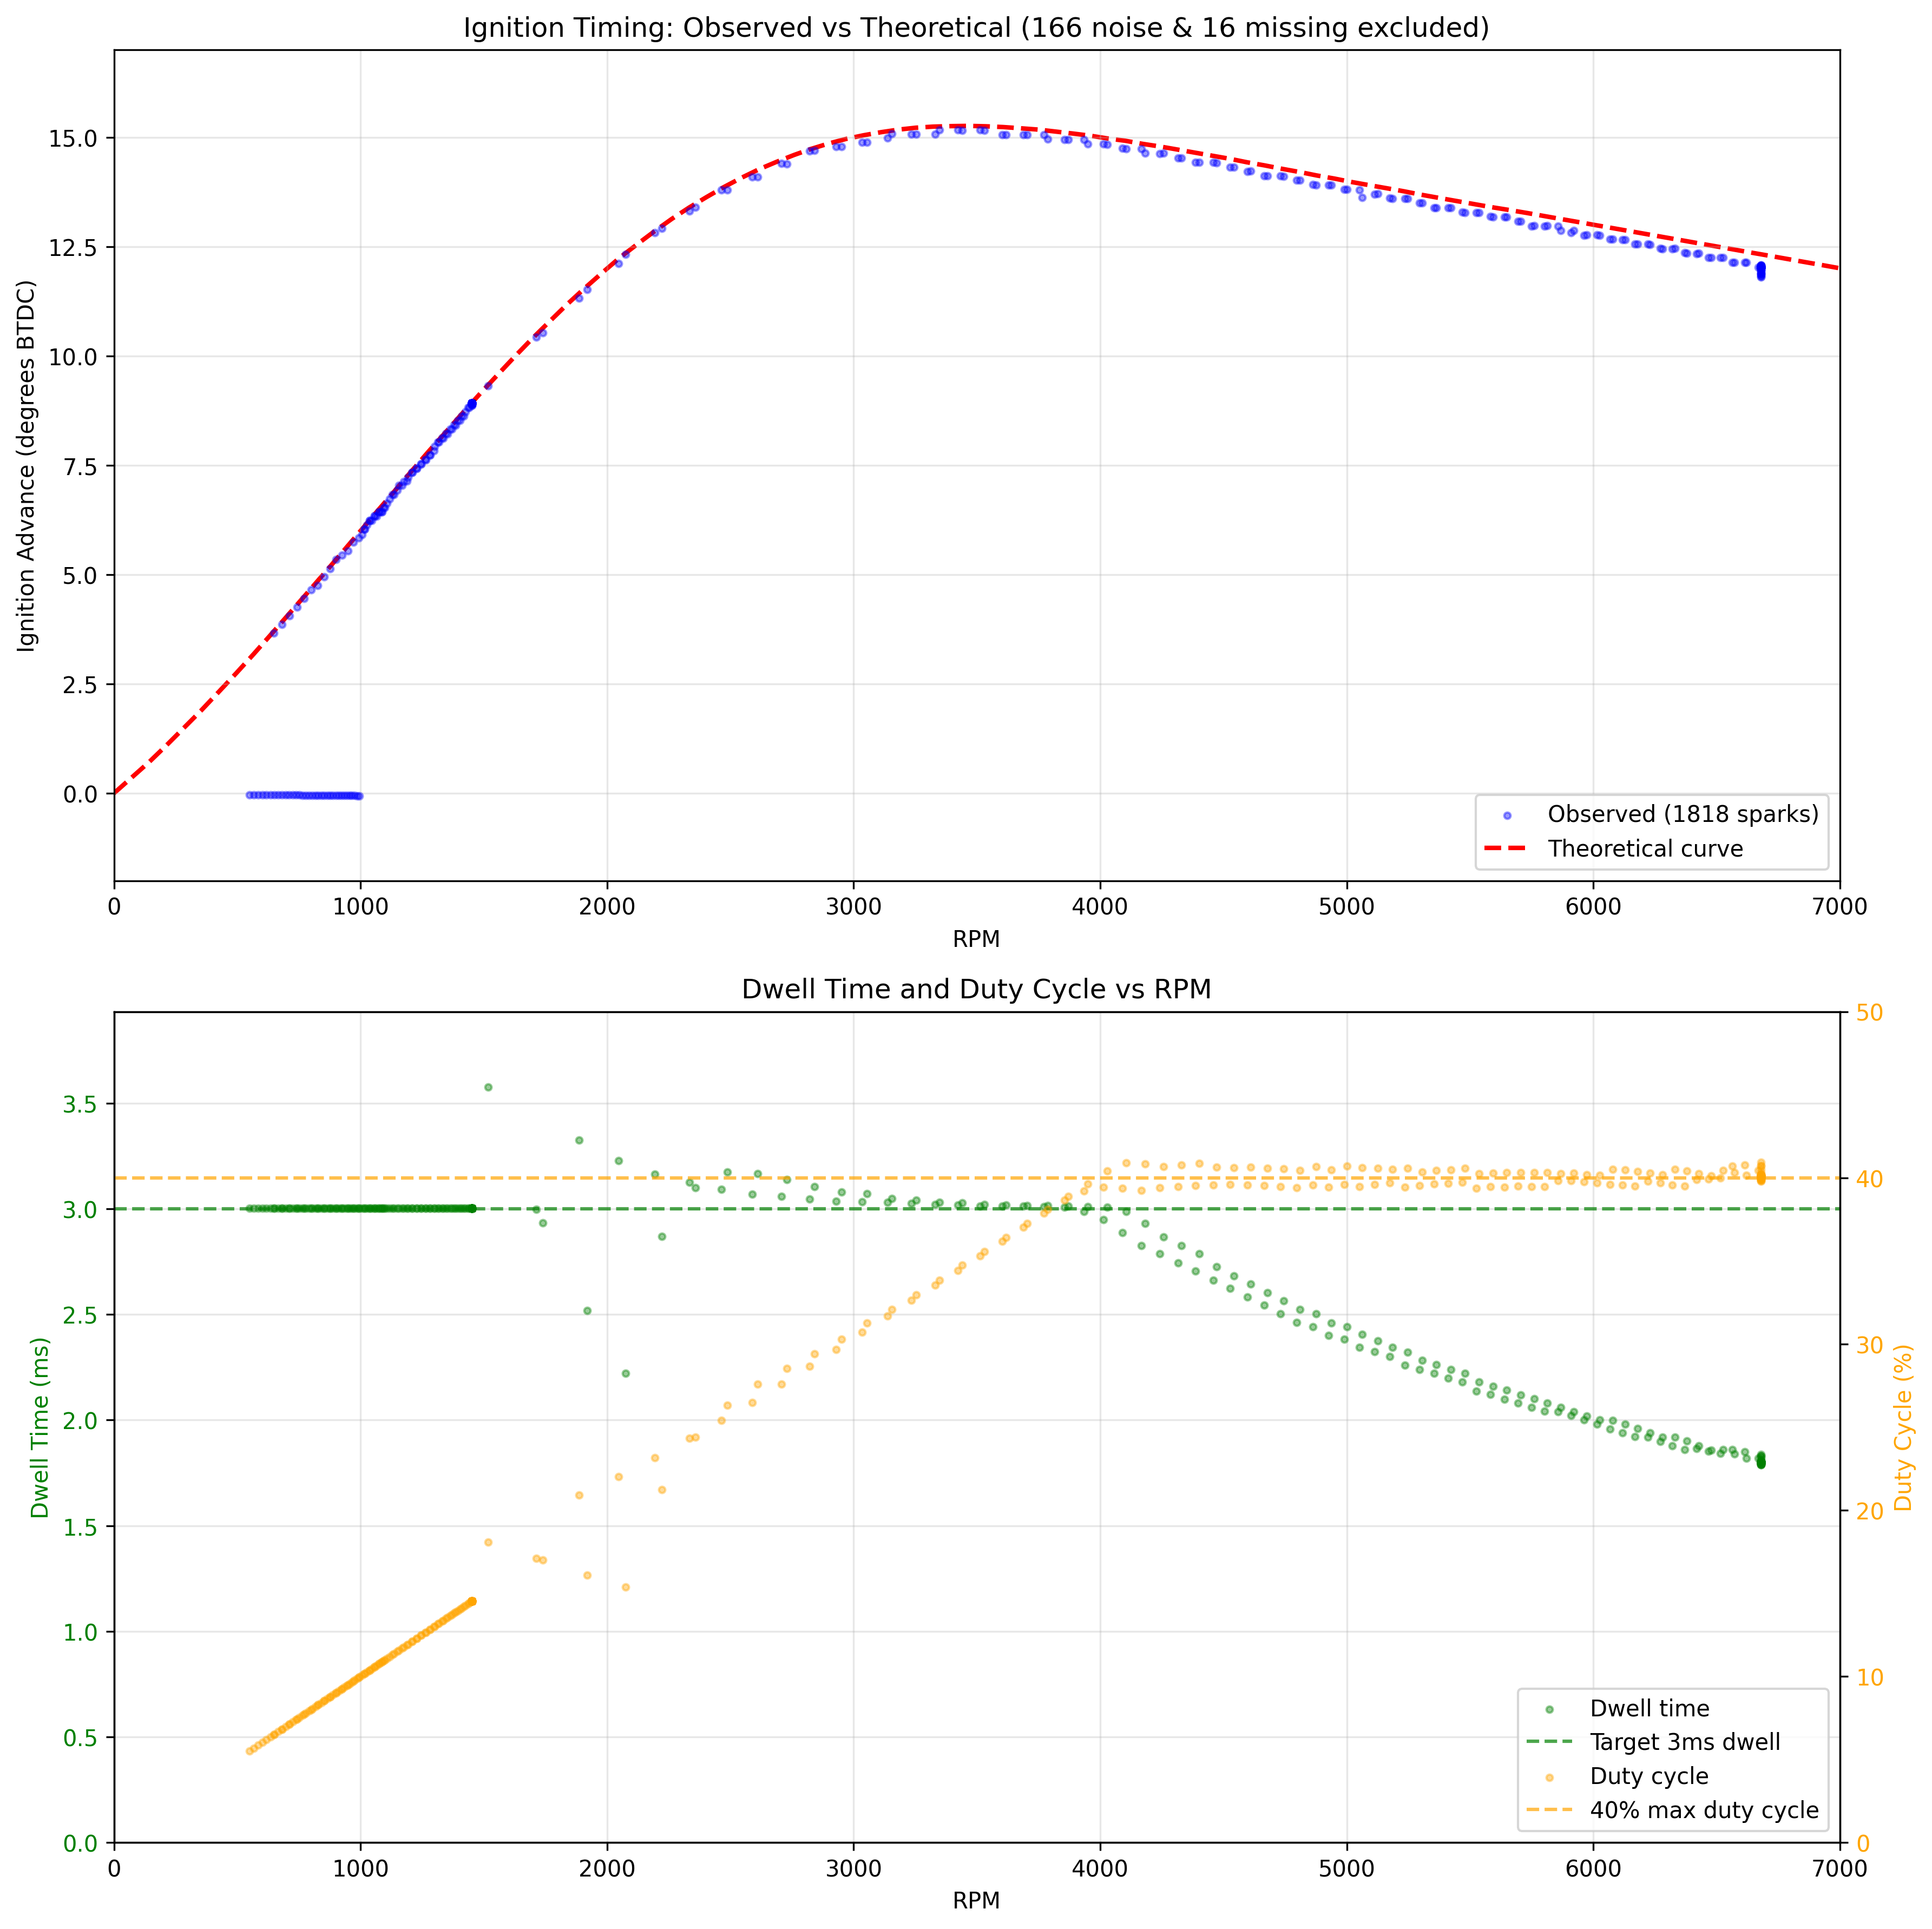 Ignition Timing: Observed vs Theoretical (166 noise & 16 missing excluded)
Ignition Advance (degrees BTDC)
15.0
12.5
10.0
7.5
5.0
2.5
0.0
Observed (1818 sparks)
Theoretical curve
0 1000 2000 3000 4000 5000 6000 7000
RPM
Dwell Time and Duty Cycle vs RPM
Dwell Time (ms)
3.5
3.0
2.5
2.0
1.5
1.0
0.5
0.0
50
40
30
20
10
0
Duty Cycle (%)
Dwell time
Target 3ms dwell
Duty cycle
40% max duty cycle
0 1000 2000 3000 4000 5000 6000 7000
RPM